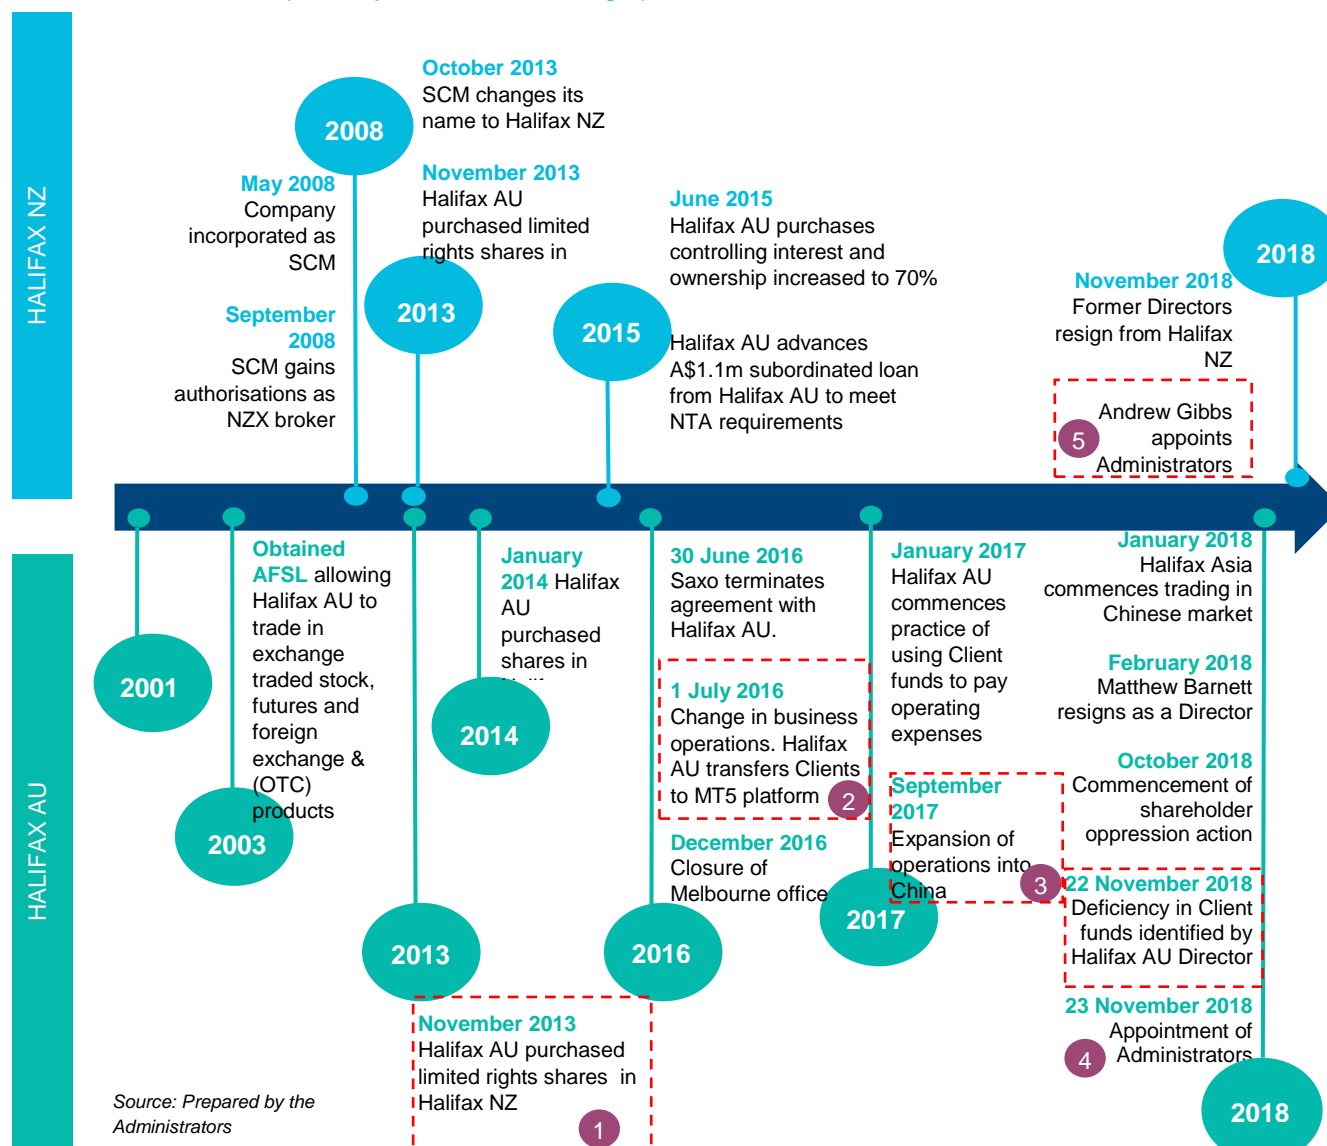 HALIFAX NZ
2008
May 2008
Company
incorporated as
SCM
September
2008
SCM gains
authorisations as
NZX broker
October 2013
SCM changes its
name to Halifax NZ
November 2013
Halifax AU
purchased limited
rights shares in
2013
June 2015
Halifax AU purchases
controlling interest and
ownership increased to 70%
2015
Halifax AU advances
A$1.1m subordinated loan
from Halifax AU to meet
NTA requirements
2018
November 2018
Former Directors
resign from Halifax
NZ
Andrew Gibbs
appoints
Administrators
5
HALIFAX AU
2001
Obtained
AFSL allowing
Halifax AU to
trade in
exchange
traded stock,
futures and
foreign
exchange &
(OTC)
products
2003
2013
November 2013
Halifax AU purchased
limited rights shares in
Halifax NZ
1
January
2014 Halifax
AU
purchased
shares in
2014
30 June 2016
Saxo terminates
agreement with
Halifax AU.
1 July 2016
Change in business
operations. Halifax
AU transfers Clients
to MT5 platform
2
December 2016
Closure of
Melbourne office
2016
January 2017
Halifax AU
commences
practice of
using Client
funds to pay
operating
expenses
September
2017
Expansion of
operations into
China
3
2017
January 2018
Halifax Asia
commences trading in
Chinese market
February 2018
Matthew Barnett
resigns as a Director
October 2018
Commencement of
shareholder
oppression action
22 November 2018
Deficiency in Client
funds identified by
Halifax AU Director
23 November 2018
Appointment of
Administrators
4
2018
Source: Prepared by the
Administrators